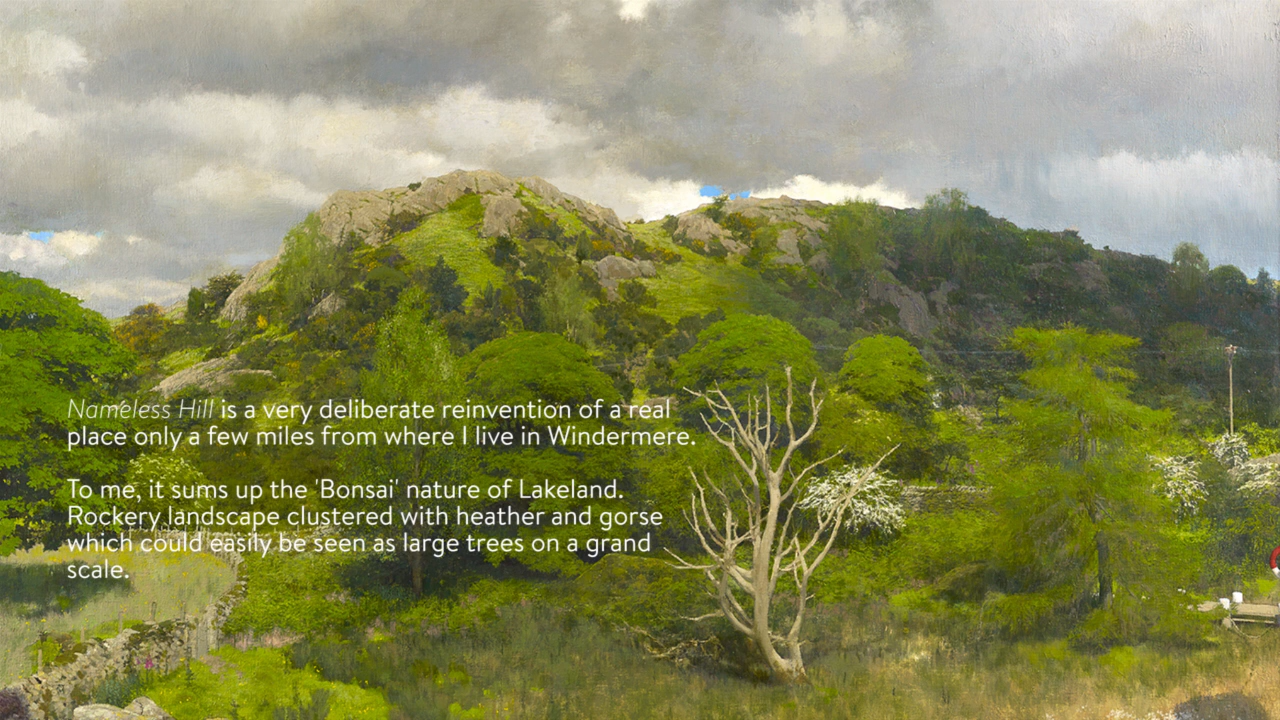 Nameless Hill is a very deliberate reinvention of a real
place only a few miles from where I live in Windermere.
To me, it sums up the 'Bonsai' nature of Lakeland.
Rockery landscape clustered with heather and gorse
which could easily be seen as large trees on a grand
scale.